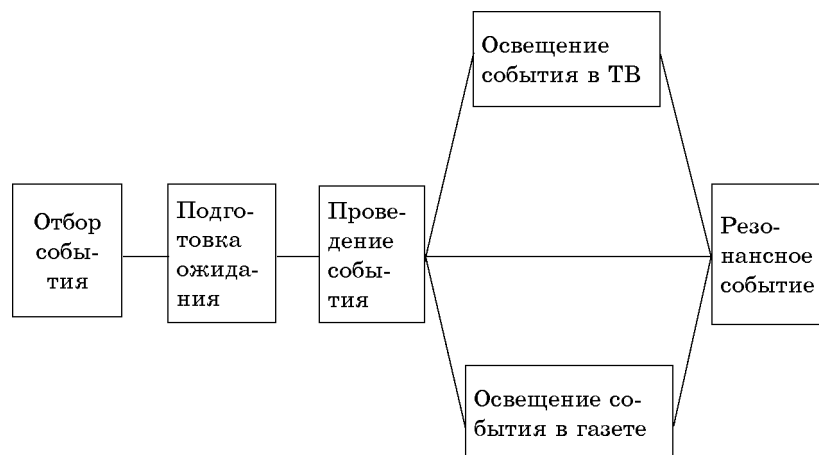 Освещение
события в ТВ
Отбор
собы-
тия
Подго-
товка
ожида-
ния
Прове-
дение
собы-
тия
Резо-
нансное
событие
Освещение со-
бытия в газете